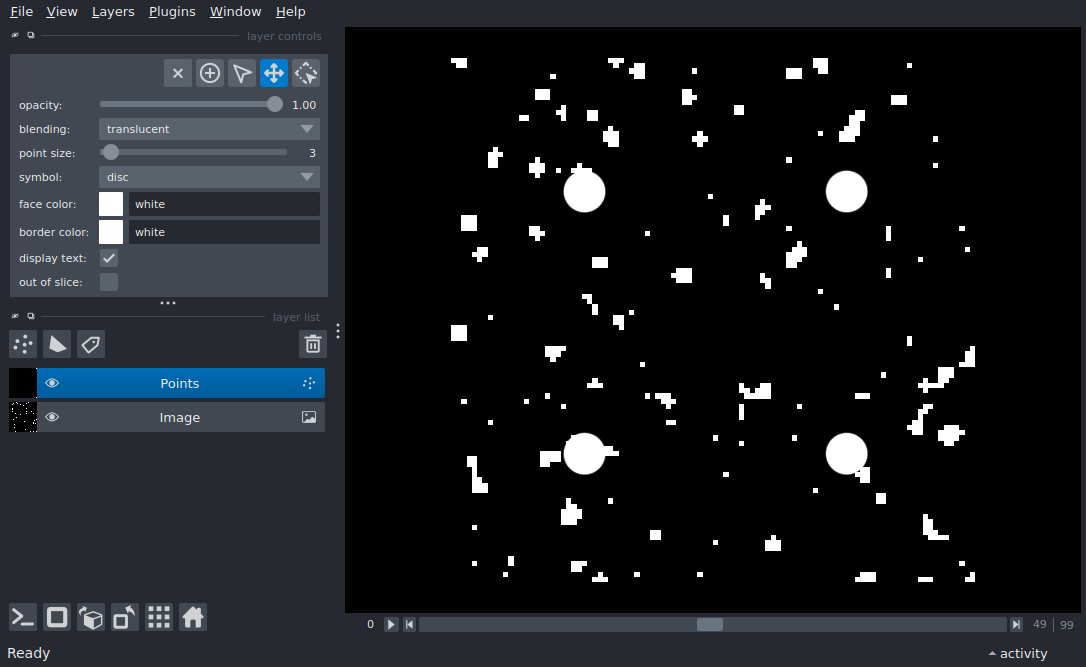 File View Layers Plugins Window Help
layer controls
opacity: 1.00
blending: translucent
point size: 3
symbol: disc
face color: white
border color: white
display text:
out of slice:
layer list
Points
Image
0 49 99
Ready activity